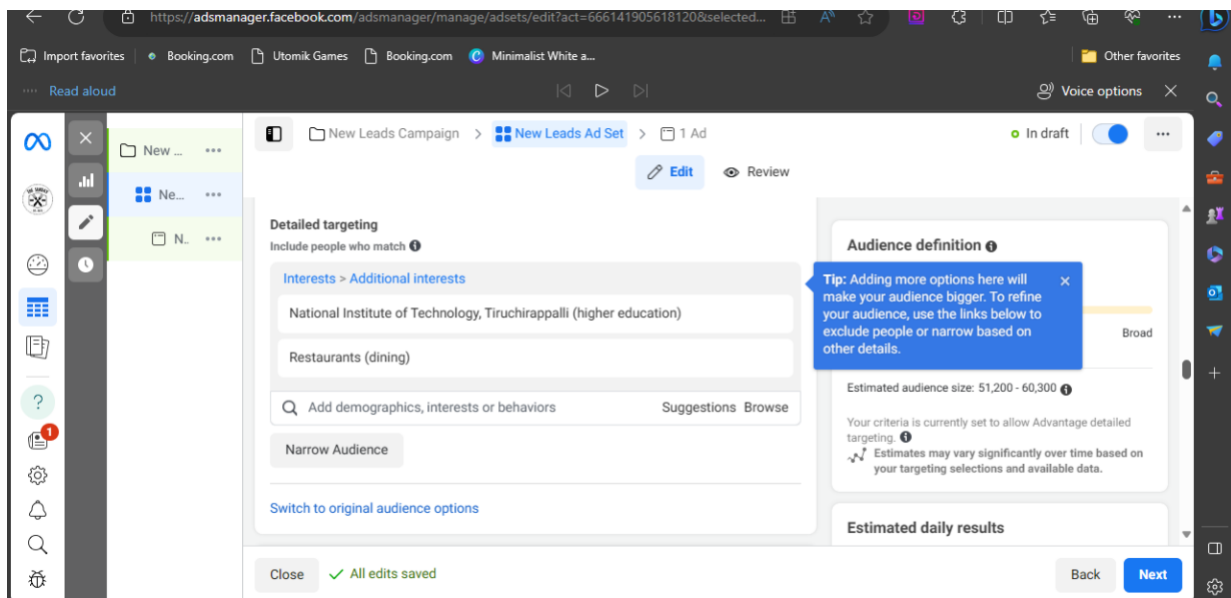 https://adsmanager.facebook.com/adsmanager/manage/adsets/edit?act=666141905618120&selected...
Import favorites
Booking.com
Utomik Games
Booking.com
Minimalist White a...
Other favorites
Read aloud
Voice options
New Leads Campaign > New Leads Ad Set > 1 Ad
In draft
New ...
Edit
Review
Ne...
N..
Detailed targeting
Include people who match
Interests > Additional interests
National Institute of Technology, Tiruchirappalli (higher education)
Restaurants (dining)
Add demographics, interests or behaviors
Suggestions Browse
Narrow Audience
Switch to original audience options
Audience definition
Tip: Adding more options here will
make your audience bigger. To refine
your audience, use the links below to
exclude people or narrow based on
other details.
Broad
Estimated audience size: 51,200 - 60,300
Your criteria is currently set to allow Advantage detailed
targeting.
Estimates may vary significantly over time based on
your targeting selections and available data.
Estimated daily results
1
Close
All edits saved
Back
Next